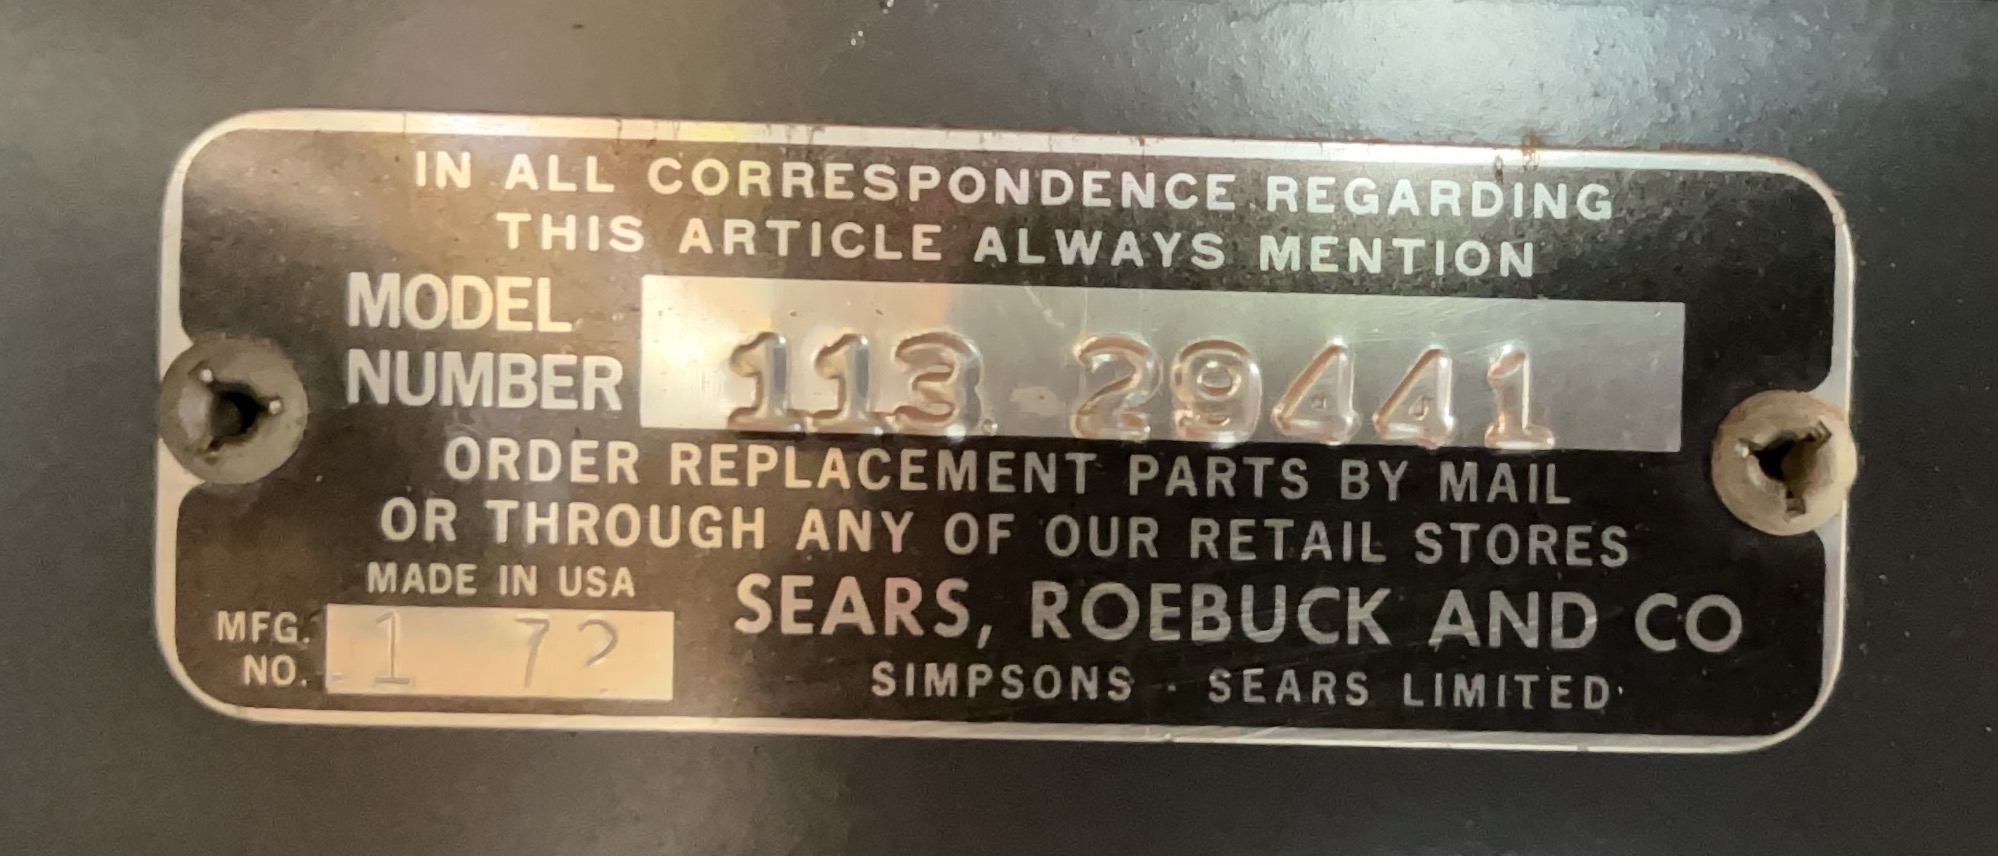 IN ALL CORRESPONDENCE REGARDING
THIS ARTICLE ALWAYS MENTION
MODEL
NUMBER 113. 29441
ORDER REPLACEMENT PARTS BY MAIL
OR THROUGH ANY OF OUR RETAIL STORES
MADE IN USA
SEARS, ROEBUCK AND CO
MFG.
NO. 1 72
SIMPSONS - SEARS LIMITED